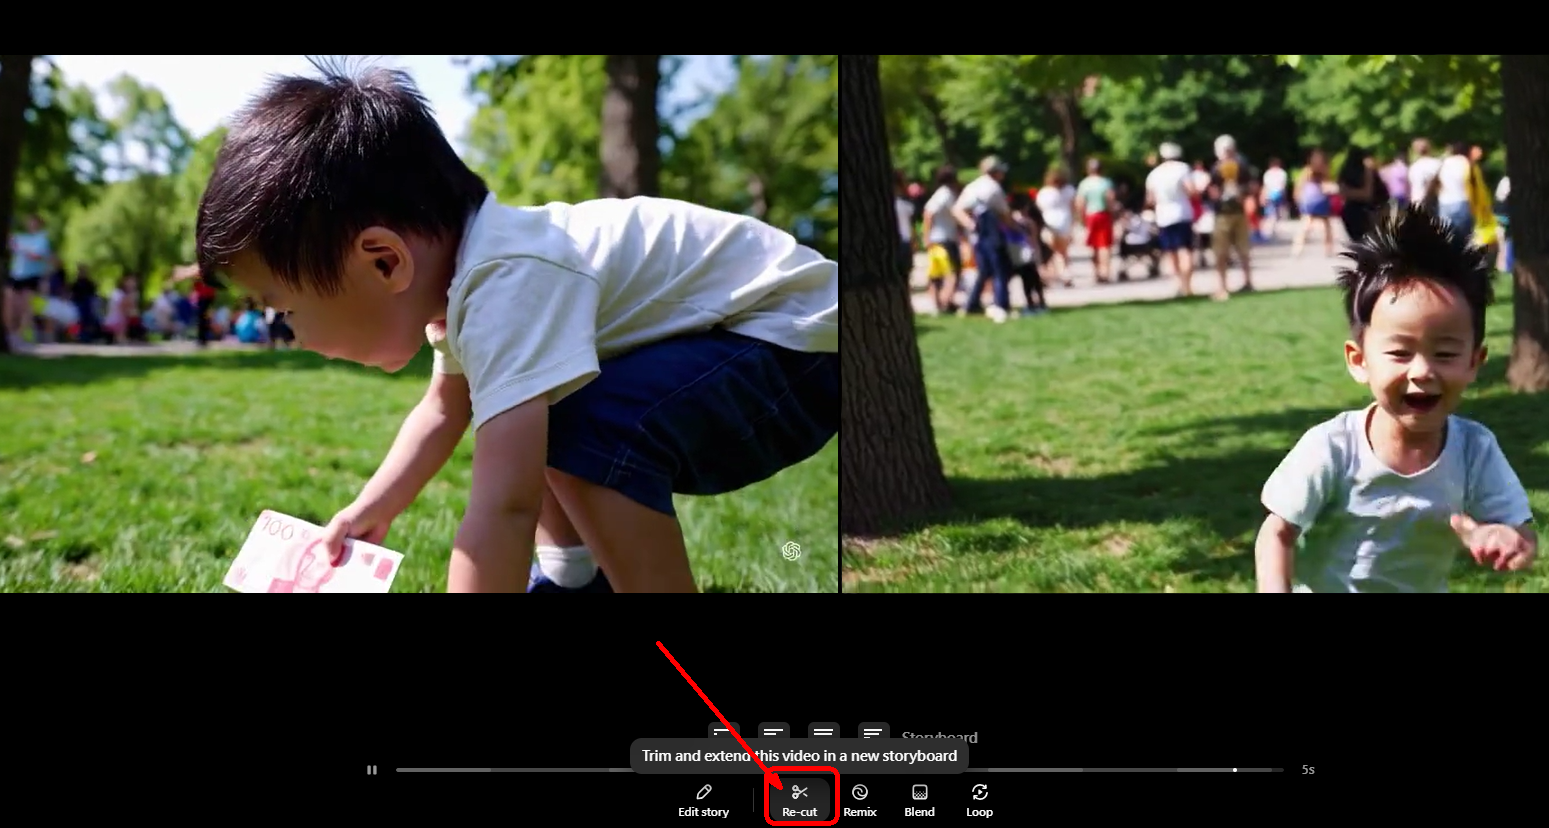 100
Storyboard
Trim and extend this video in a new storyboard
5s
Edit story
Re-cut
Remix
Blend
Loop